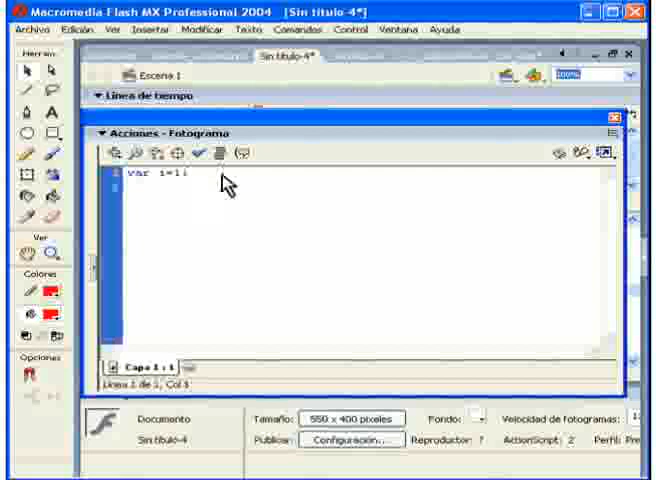 Macromedia Flash MX Professional 2004 - [Sin título-4*]
Archivo Edición Ver Insertar Modificar Texto Comandos Control Ventana Ayuda
Herram
Sin título-4*
Escena 1
100%
Línea de tiempo
Acciones - Fotograma
1 var i=1;
2
Ver
Colores
Opciones
Capa 1 : 1
Línea 1 de 1, Col 1
Documento
Sin título-4
Tamaño: 550 x 400 píxeles
Fondo:
Velocidad de fotogramas:
Publicar: Configuración...
Reproductor: 7
ActionScript: 2
Perfil: Pre